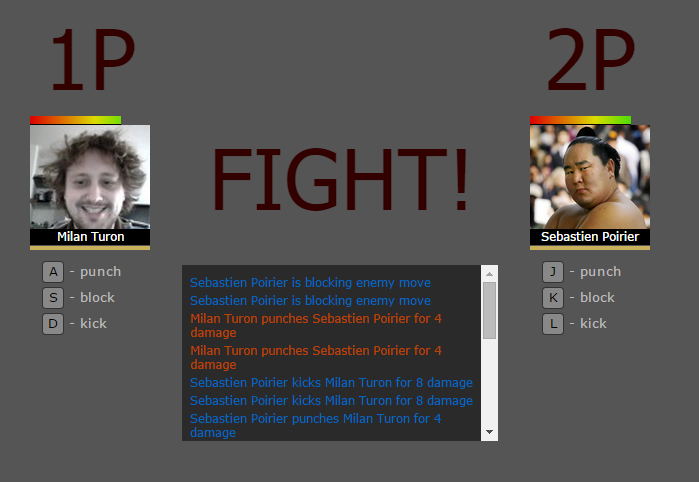 1P
2P
FIGHT!
Milan Turon
Sebastien Poirier
A - punch
S - block
D - kick
J - punch
K - block
L - kick
Sebastien Poirier is blocking enemy move
Sebastien Poirier is blocking enemy move
Milan Turon punches Sebastien Poirier for 4
damage
Milan Turon punches Sebastien Poirier for 4
damage
Sebastien Poirier kicks Milan Turon for 8 damage
Sebastien Poirier kicks Milan Turon for 8 damage
Sebastien Poirier punches Milan Turon for 4
damage